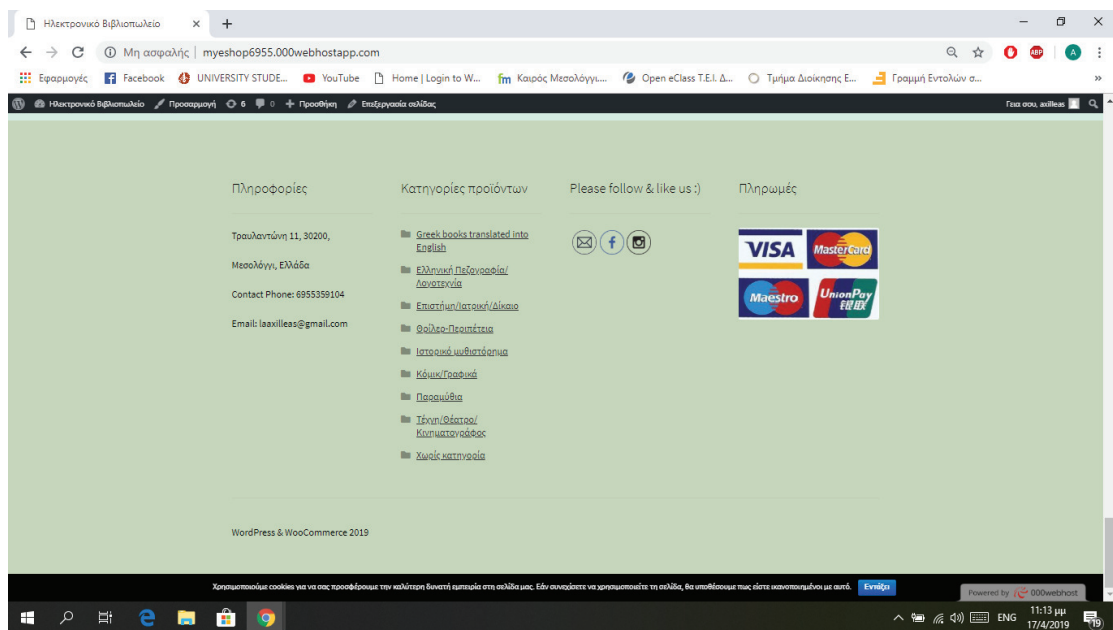 Ηλεκτρονικό Βιβλιοπωλείο
Μη ασφαλής | myeshop6955.000webhostapp.com
ABP
A
Εφαρμογές Facebook UNIVERSITY STUDE... YouTube Home | Login to W... fm Καιρός Μεσολόγγι.... Open eClass T.E.I. Δ... Τμήμα Διοίκησης Ε... Γραμμή Εντολών σ... »
Ηλεκτρονικό Βιβλιοπωλείο Προσαρμογή 6 0 Προσθήκη Επεξεργασία σελίδας Γεια σου, axilleas
Πληροφορίες
Τραυλαντώνη 11, 30200,
Μεσολόγγι, Ελλάδα
Contact Phone: 6955359104
Email: laaxilleas@gmail.com
Κατηγορίες προϊόντων
Greek books translated into
English
Ελληνική Πεζογραφία/
Λογοτεχνία
Επιστήμη/Ιατρική/Δίκαιο
Θρίλερ-Περιπέτεια
Ιστορικό μυθιστόρημα
Κόμικ/Γραφικά
Παραμύθια
Τέχνη/Θέατρο/
Κινηματογράφος
Χωρίς κατηγορία
Please follow & like us :)
Πληρωμές
VISA
MasterCard
Maestro
UnionPay
银联
WordPress & WooCommerce 2019
Χρησιμοποιούμε cookies για να σας προσφέρουμε την καλύτερη δυνατή εμπειρία στη σελίδα μας. Εάν συνεχίσετε να χρησιμοποιείτε τη σελίδα, θα υποθέσουμε πως είστε ικανοποιημένοι με αυτό. Εντάξει
Powered by 000webhost
ENG
11:13 μμ
17/4/2019
19